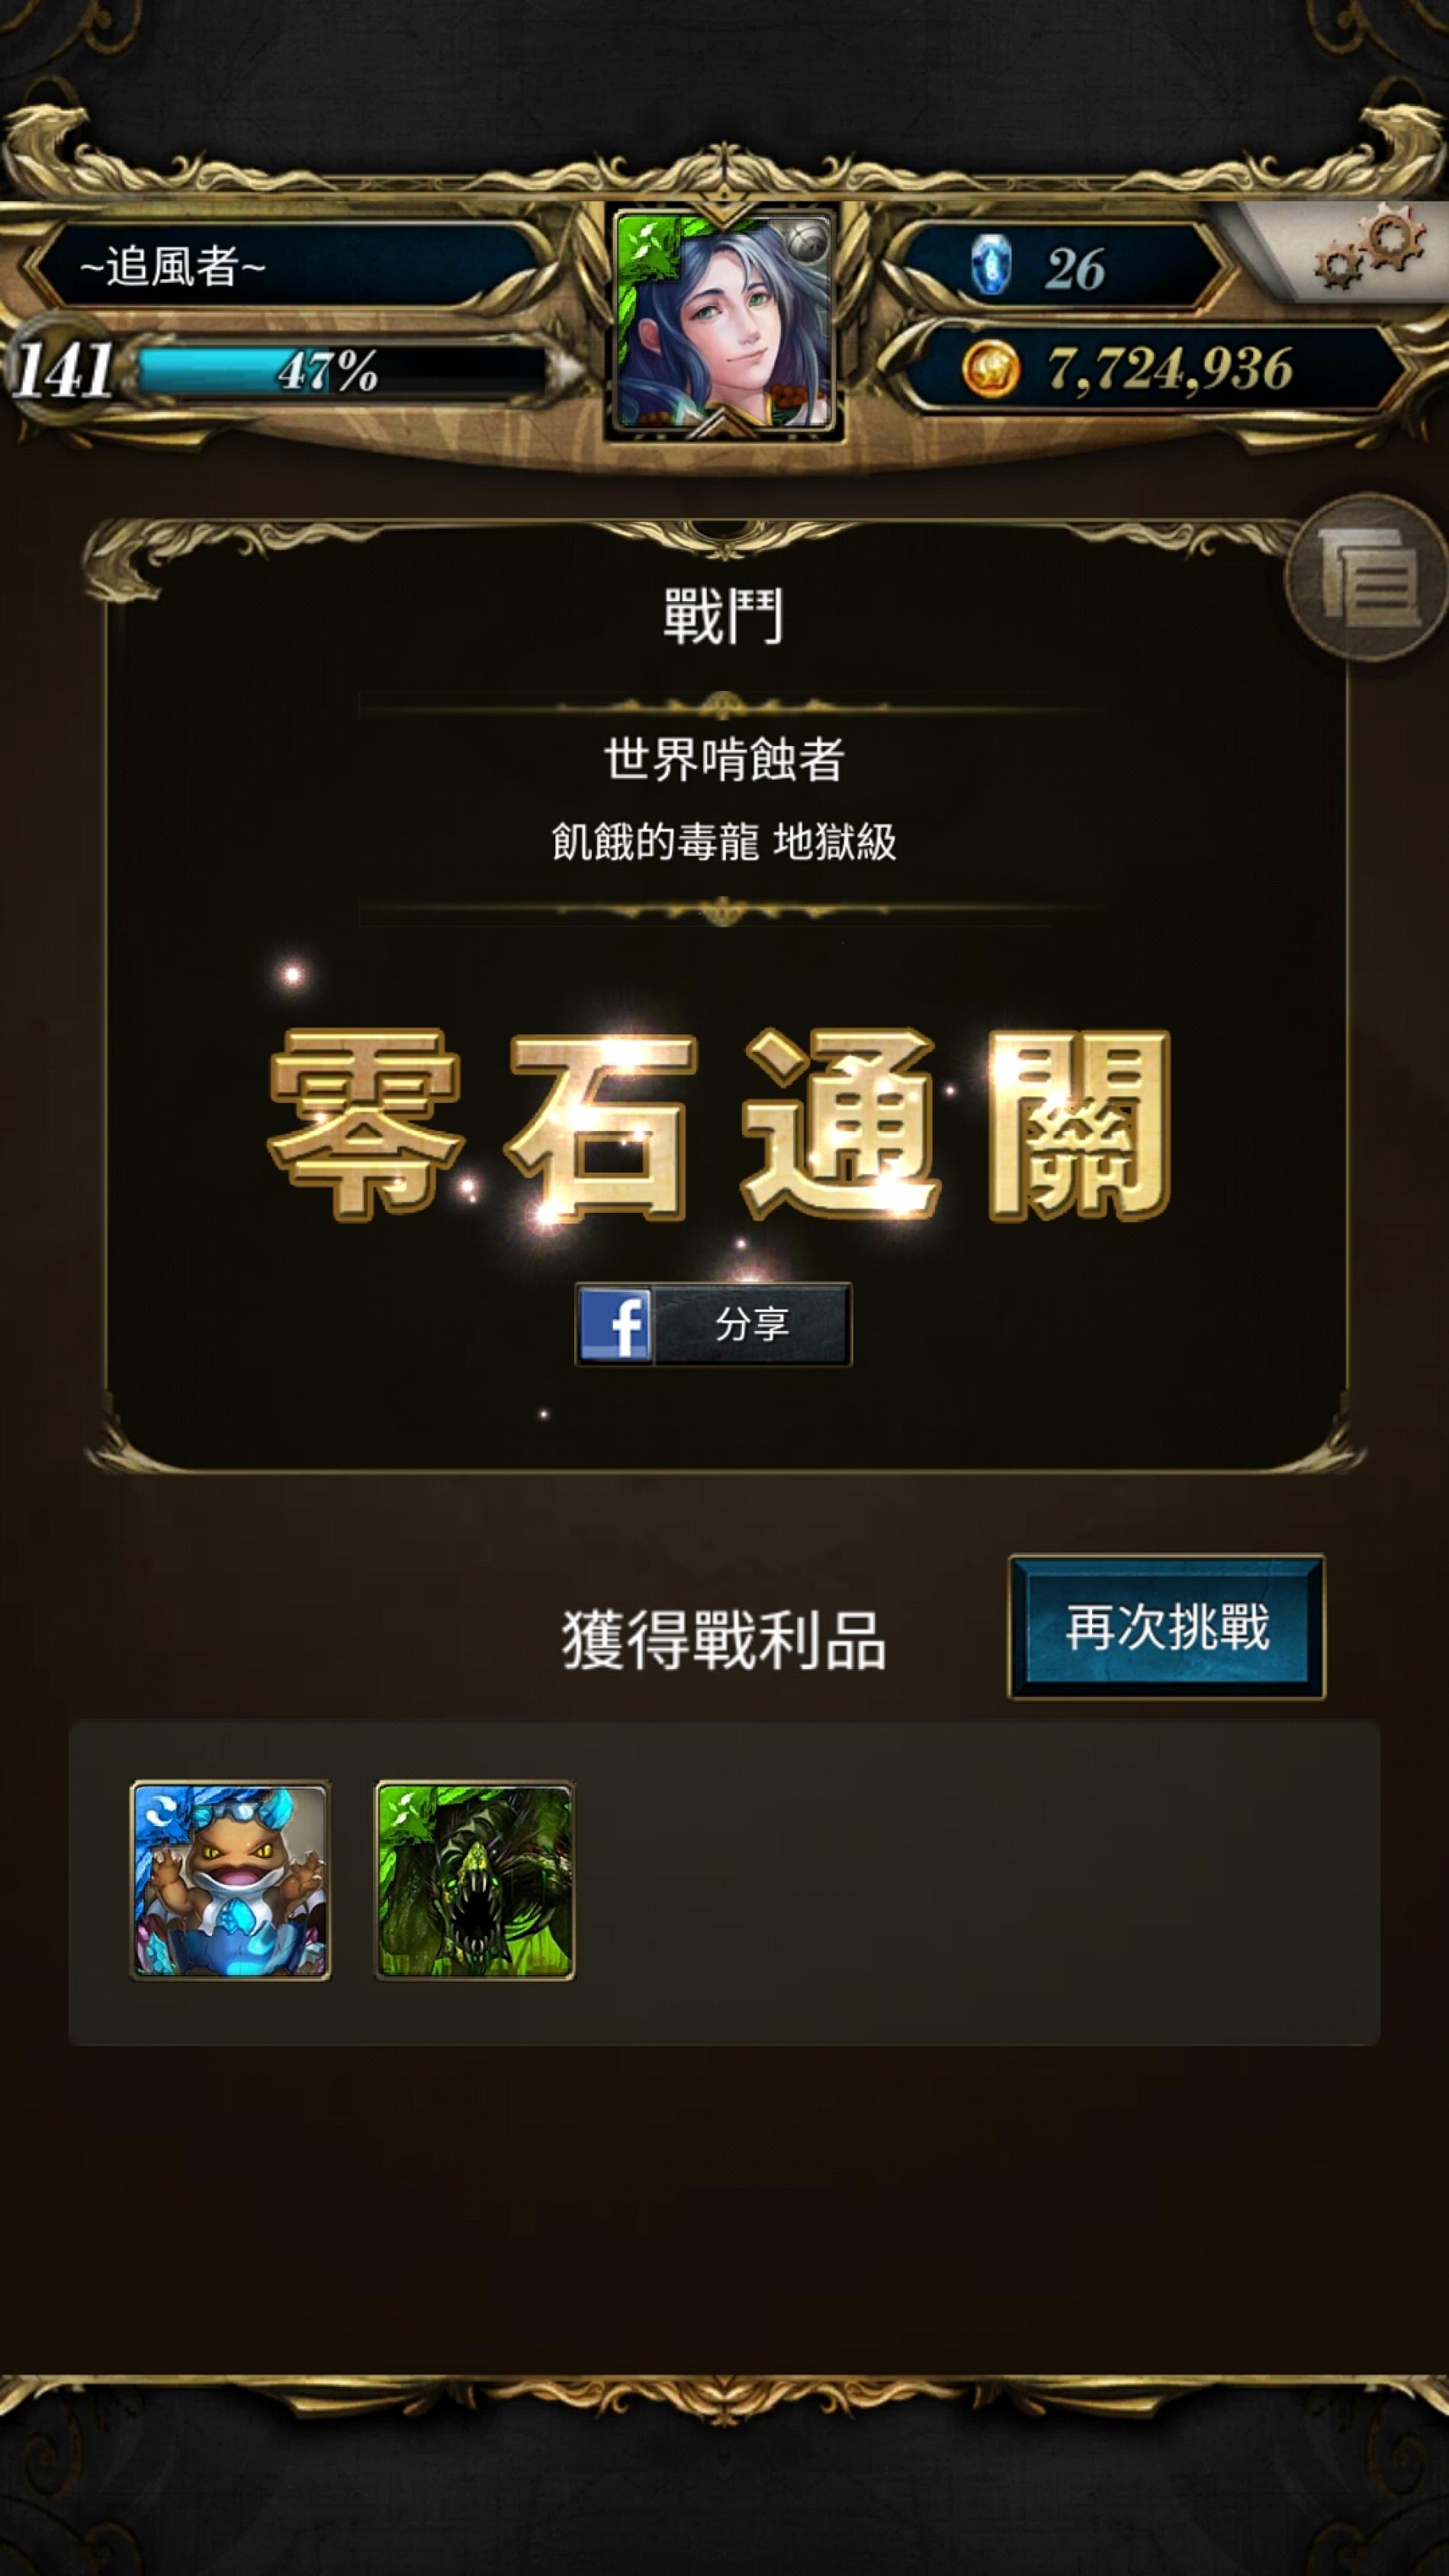 ~追風者~
26
141
47%
7,724,936
戰鬥
世界啃蝕者
飢餓的毒龍 地獄級
零石通關
f 分享
獲得戰利品
再次挑戰